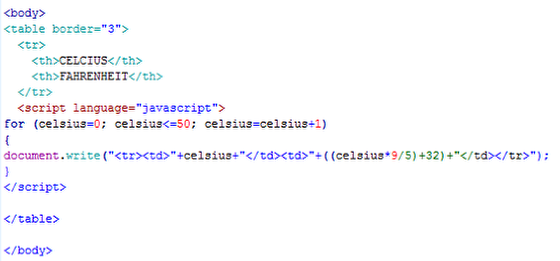 <body>
<table border="3">
<tr>
<th>CELCIUS</th>
<th>FAHRENHEIT</th>
</tr>
<script language="javascript">
for (celsius=0; celsius<=50; celsius=celsius+1)
{
document.write("<tr><td>"+celsius+"</td><td>"+((celsius*9/5)+32)+"</td></tr>");
}
</script>
</table>
</body>